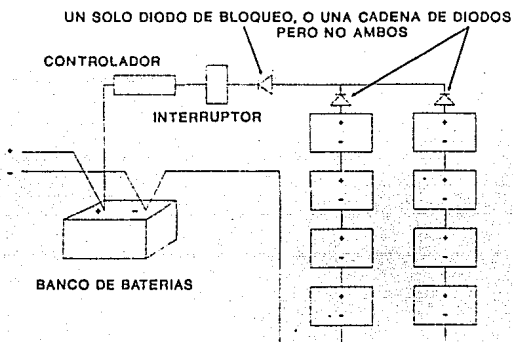 UN SOLO DIODO DE BLOQUEO, O UNA CADENA DE DIODOS
PERO NO AMBOS
CONTROLADOR
INTERRUPTOR
+
-
+ -
BANCO DE BATERIAS
+ +
- -
+ +
- -
+ +
- -
+ +
- -